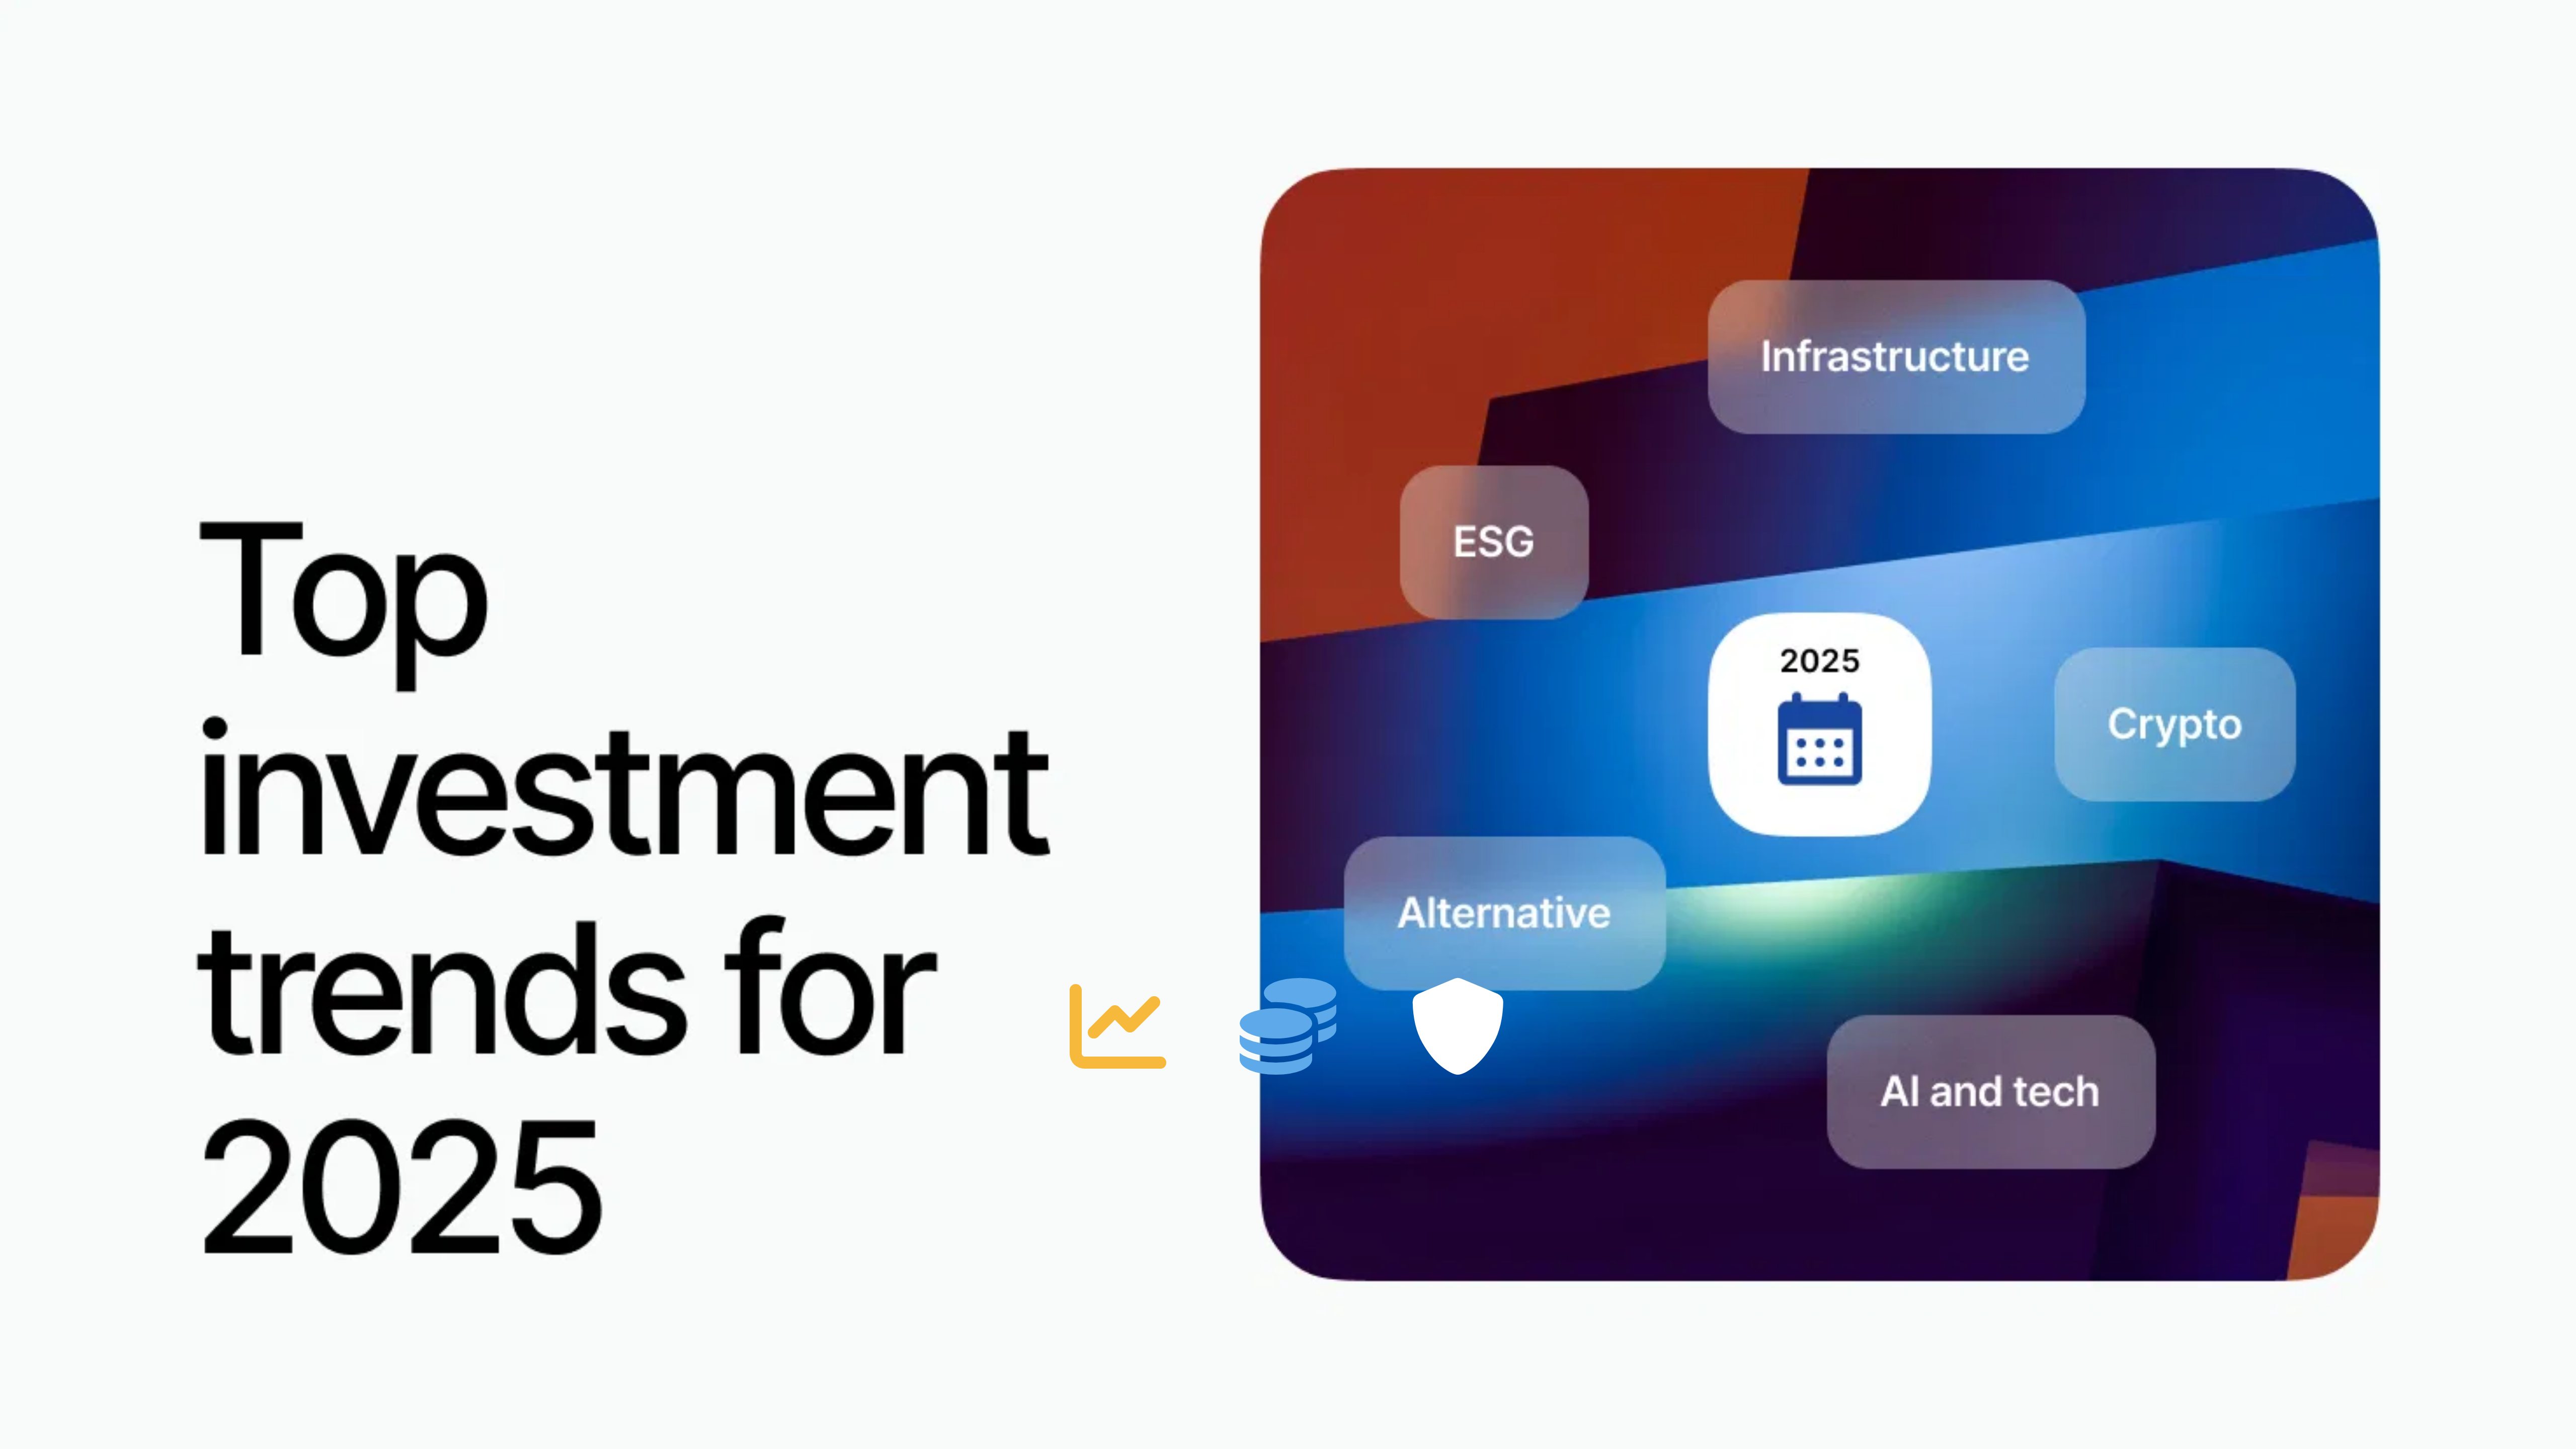 Top
investment
trends for
2025
Infrastructure
ESG
2025
Crypto
Alternative
AI and tech